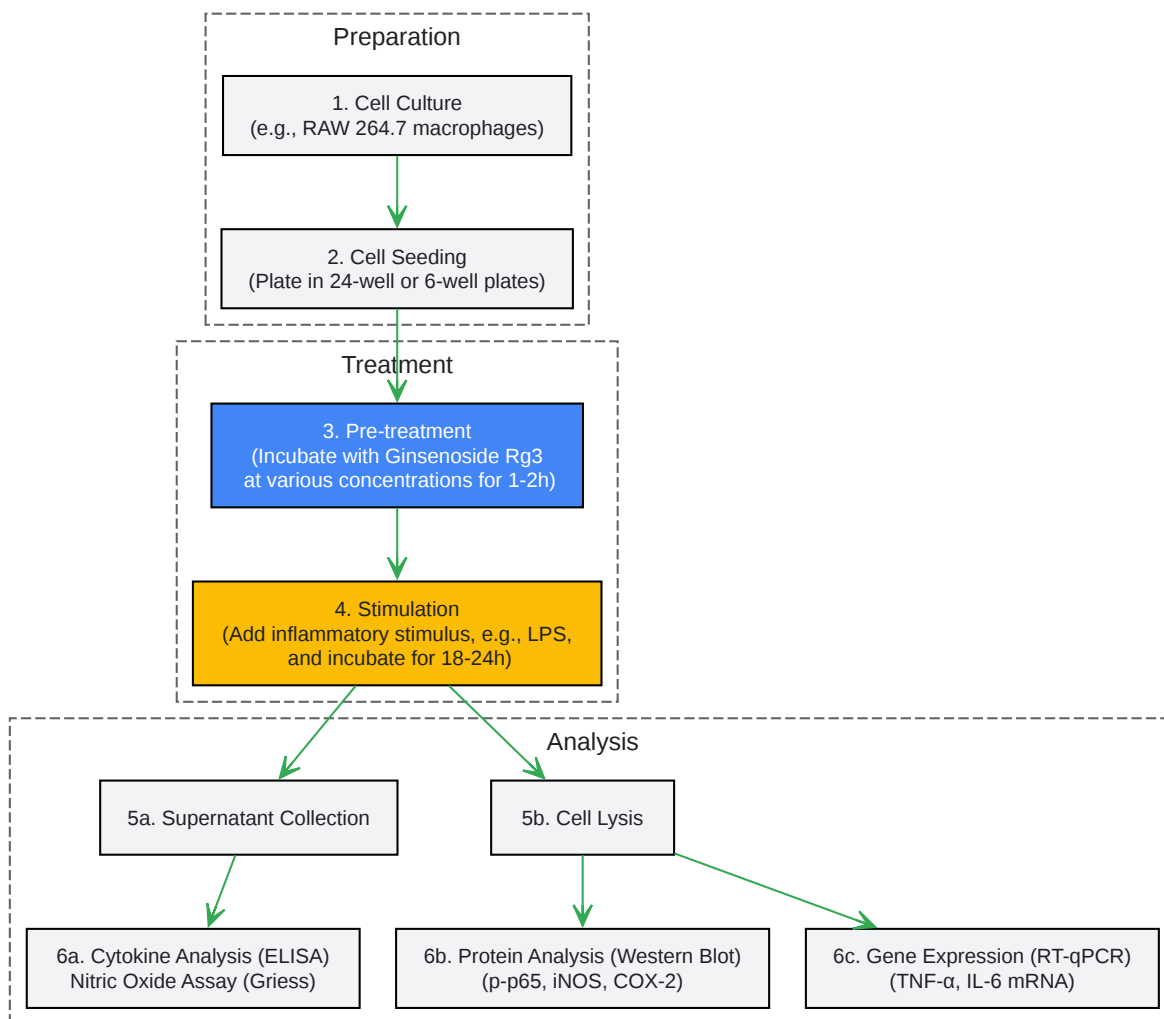 Preparation
1. Cell Culture
(e.g., RAW 264.7 macrophages)
2. Cell Seeding
(Plate in 24-well or 6-well plates)
Treatment
3. Pre-treatment
(Incubate with Ginsenoside Rg3
at various concentrations for 1-2h)
4. Stimulation
(Add inflammatory stimulus, e.g., LPS,
and incubate for 18-24h)
Analysis
5a. Supernatant Collection
5b. Cell Lysis
6a. Cytokine Analysis (ELISA)
Nitric Oxide Assay (Griess)
6b. Protein Analysis (Western Blot)
(p-p65, iNOS, COX-2)
6c. Gene Expression (RT-qPCR)
(TNF-α, IL-6 mRNA)